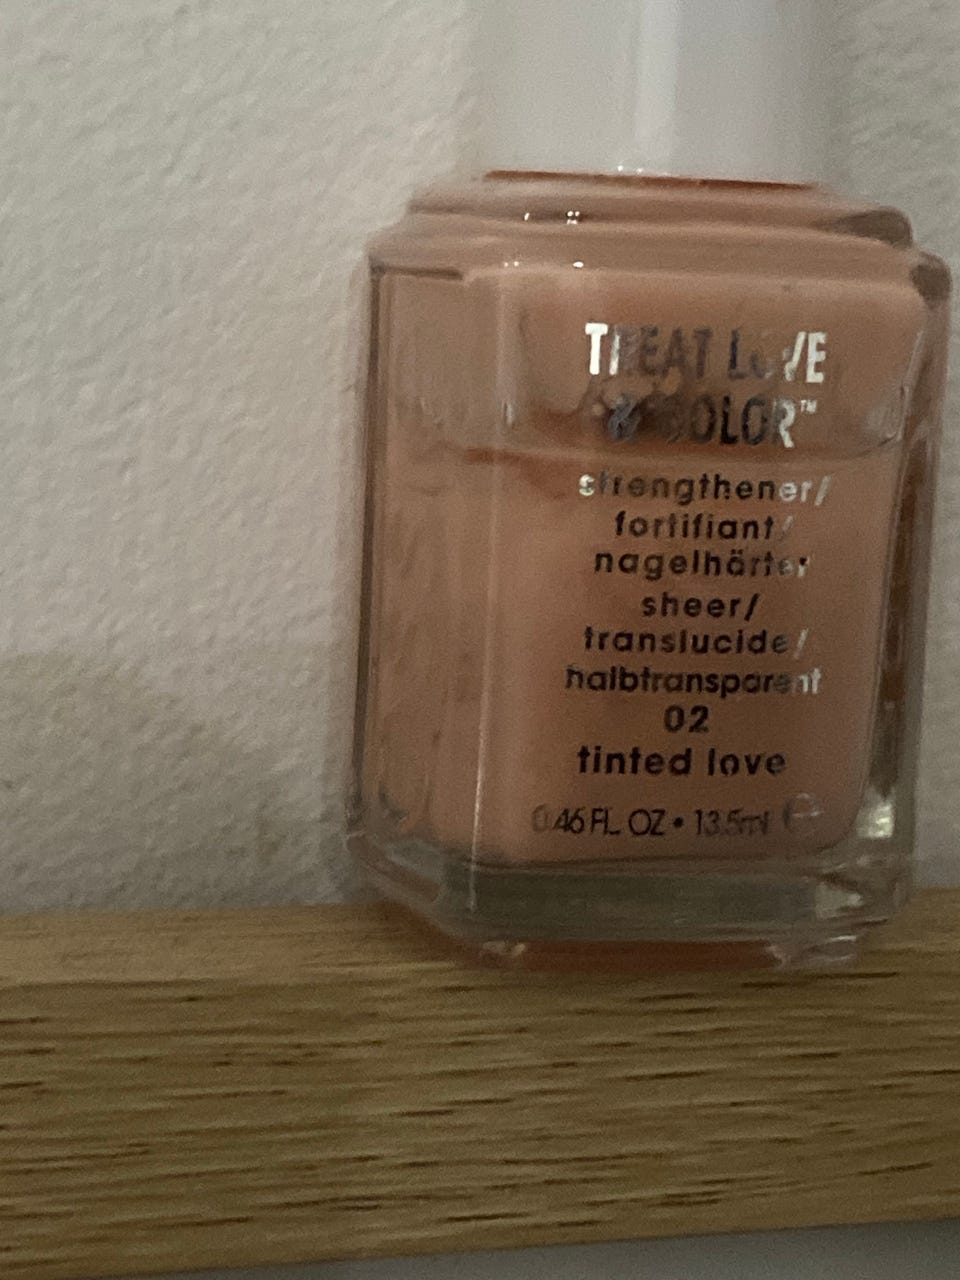 TREAT LOVE
& COLOR™
strengthener/
fortifiant/
nagelhärter
sheer/
translucide/
halbtransparent
02
tinted love
0.46 FL. OZ • 13.5ml ℮